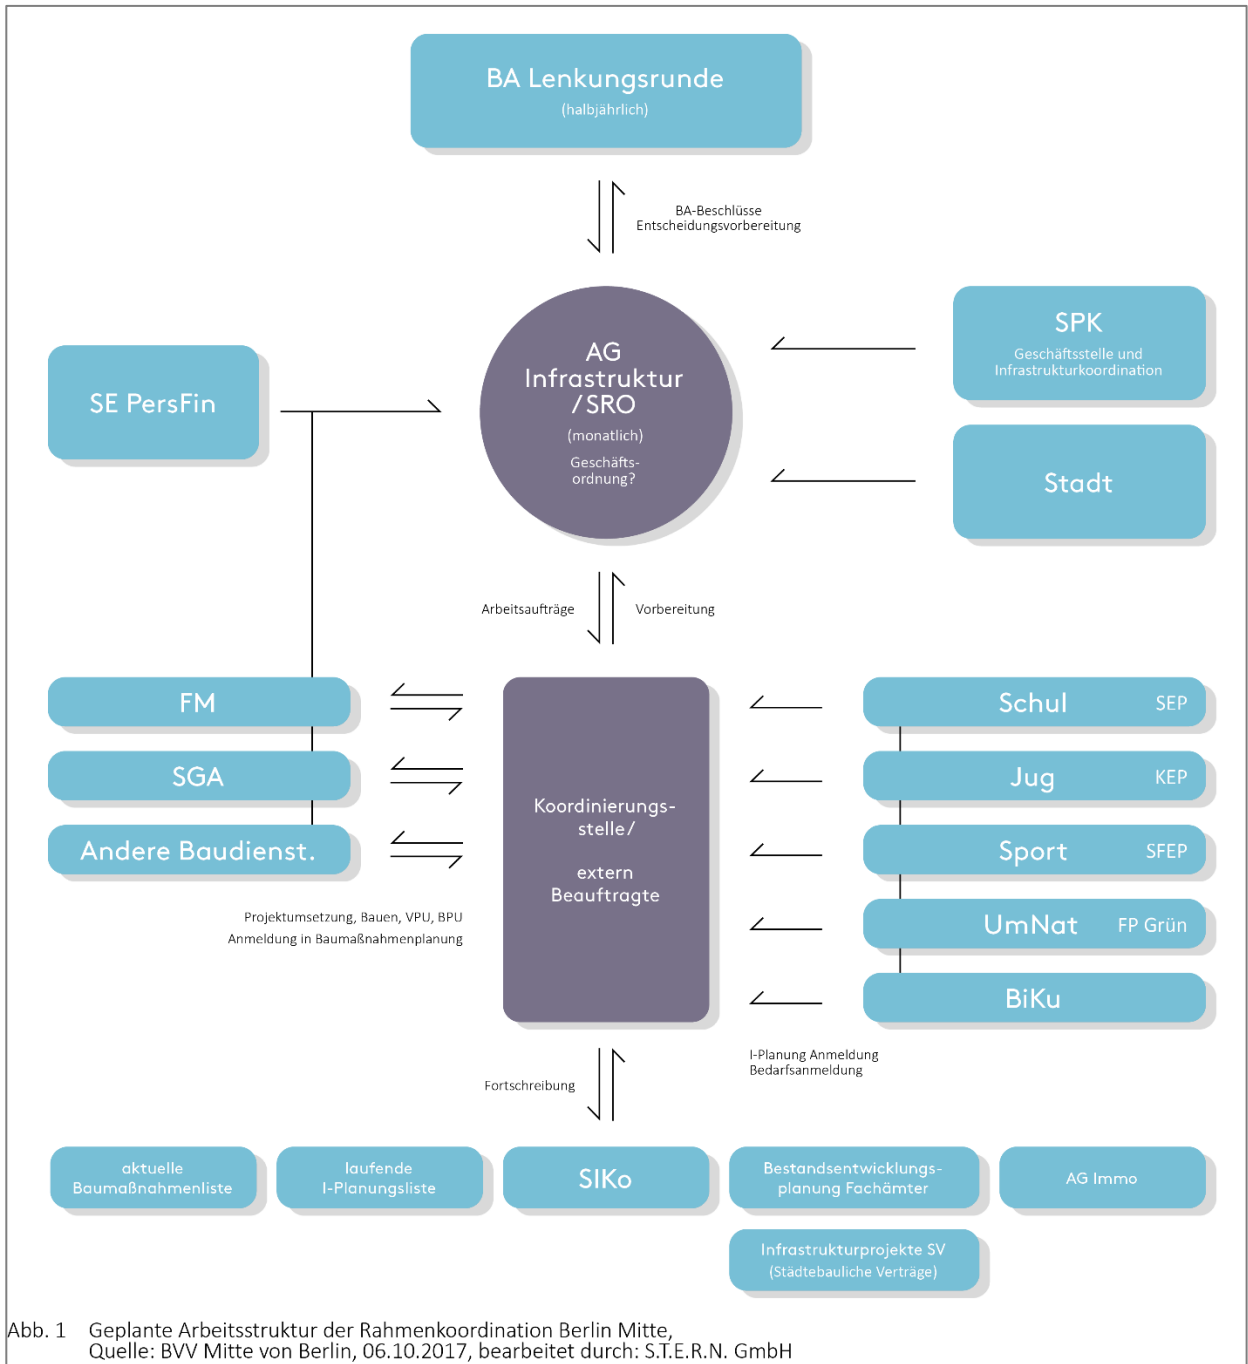 BA Lenkungsrunde
(halbjährlich)
BA-Beschlüsse
Entscheidungsvorbereitung
SE PersFin
AG
Infrastruktur
/SRO
(monatlich)
Geschäfts-
ordnung?
SPK
Geschäftsstelle und
Infrastrukturkoordination
Stadt
Arbeitsaufträge
Vorbereitung
FM
SGA
Andere Baudienst.
Projektumsetzung, Bauen, VPU, BPU
Anmeldung in Baumaßnahmenplanung
Koordinierungs-
stelle/
extern
Beauftragte
Schul SEP
Jug KEP
Sport SFEP
UmNat FP Grün
BiKu
I-Planung Anmeldung
Bedarfsanmeldung
Fortschreibung
aktuelle
Baumaßnahmenliste
laufende
I-Planungsliste
SIKo
Bestandsentwicklungs-
planung Fachämter
AG Immo
Infrastrukturprojekte SV
(Städtebauliche Verträge)
Abb. 1 Geplante Arbeitsstruktur der Rahmenkoordination Berlin Mitte,
Quelle: BVV Mitte von Berlin, 06.10.2017, bearbeitet durch: S.T.E.R.N. GmbH